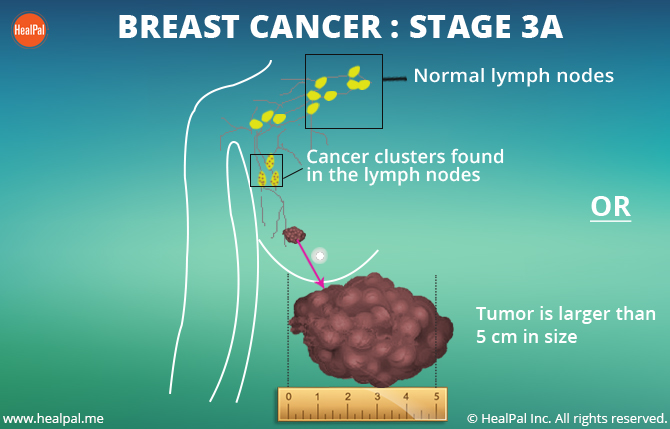 HealPal
BREAST CANCER : STAGE 3A
Normal lymph nodes
Cancer clusters found
in the lymph nodes
OR
Tumor is larger than
5 cm in size
0 1 2 3 4 5
www.healpal.me
© HealPal Inc. All rights reserved.